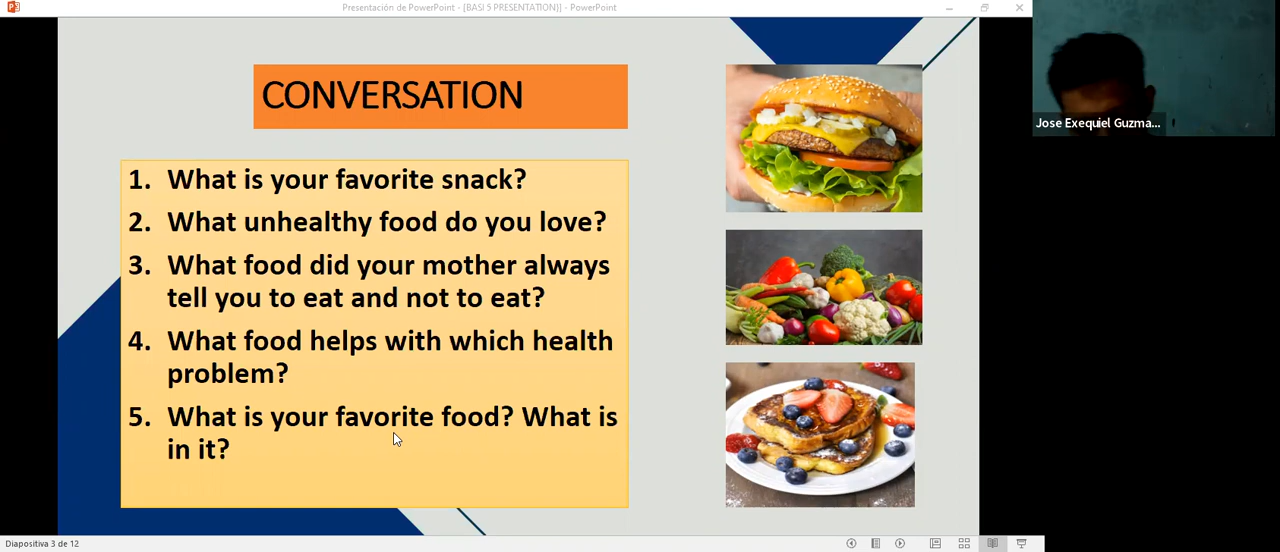 Presentación de PowerPoint - [BASI 5 PRESENTATION)] - PowerPoint
CONVERSATION
1. What is your favorite snack?
2. What unhealthy food do you love?
3. What food did your mother always
tell you to eat and not to eat?
4. What food helps with which health
problem?
5. What is your favorite food? What is
in it?
Jose Exequiel Guzma...
Diapositiva 3 de 12